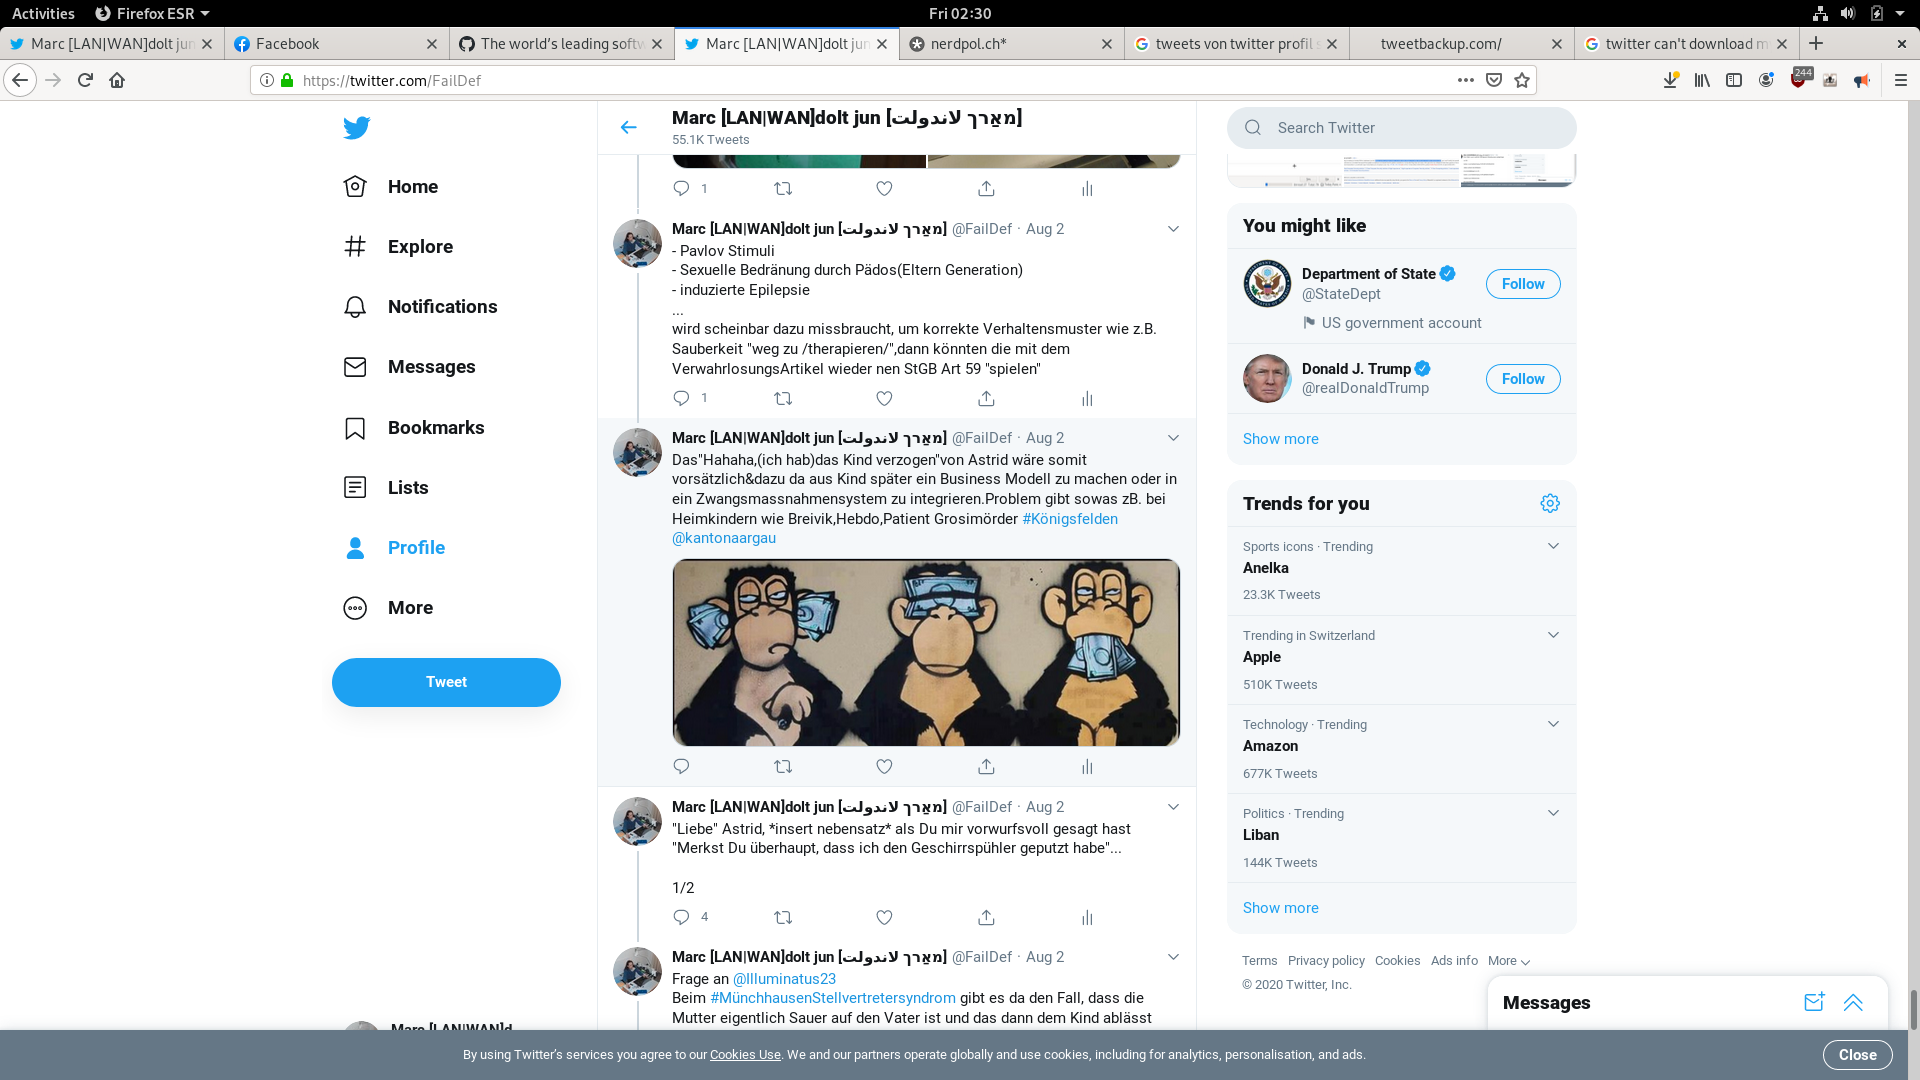 Activities
Firefox ESR
Fri 02:30
Marc [LAN|WAN]dolt jun
Facebook
The world's leading softw
Marc [LAN|WAN]dolt jun
nerdpol.ch*
tweets von twitter profil s
tweetbackup.com/
twitter can't download m
https://twitter.com/FailDef
244
Marc [LAN|WAN]dolt jun [מאַרך לאנדולת]
55.1K Tweets
Search Twitter
Home
Explore
Notifications
Messages
Bookmarks
Lists
Profile
More
Tweet
1
Marc [LAN|WAN]dolt jun [מאַרך לאנדולת] @FailDef · Aug 2
- Pavlov Stimuli
- Sexuelle Bedränung durch Pädos(Eltern Generation)
- induzierte Epilepsie
...
wird scheinbar dazu missbraucht, um korrekte Verhaltensmuster wie z.B.
Sauberkeit "weg zu /therapieren/",dann könnten die mit dem
VerwahrlosungsArtikel wieder nen StGB Art 59 "spielen"
1
Marc [LAN|WAN]dolt jun [מאַרך לאנדולת] @FailDef · Aug 2
Das"Hahaha,(ich hab)das Kind verzogen"von Astrid wäre somit
vorsätzlich&dazu da aus Kind später ein Business Modell zu machen oder in
ein Zwangsmassnahmensystem zu integrieren.Problem gibt sowas zB. bei
Heimkindern wie Breivik,Hebdo,Patient Grosimörder #Königsfelden
@kantonaargau
Marc [LAN|WAN]dolt jun [מאַרך לאנדולת] @FailDef · Aug 2
"Liebe" Astrid, *insert nebensatz* als Du mir vorwurfsvoll gesagt hast
"Merkst Du überhaupt, dass ich den Geschirrspühler geputzt habe"...
1/2
4
Marc [LAN|WAN]dolt jun [מאַרך לאנדולת] @FailDef · Aug 2
Frage an @Illuminatus23
Beim #MünchhausenStellvertretersyndrom gibt es da den Fall, dass die
Mutter eigentlich Sauer auf den Vater ist und das dann dem Kind ablässt
Marc [LAN|WAN]d
You might like
Department of State
@StateDept
US government account
Follow
Donald J. Trump
@realDonaldTrump
Follow
Show more
Trends for you
Sports icons · Trending
Anelka
23.3K Tweets
Trending in Switzerland
Apple
510K Tweets
Technology · Trending
Amazon
677K Tweets
Politics · Trending
Liban
144K Tweets
Show more
Terms Privacy policy Cookies Ads info More
© 2020 Twitter, Inc.
Messages
By using Twitter's services you agree to our Cookies Use. We and our partners operate globally and use cookies, including for analytics, personalisation, and ads.
Close